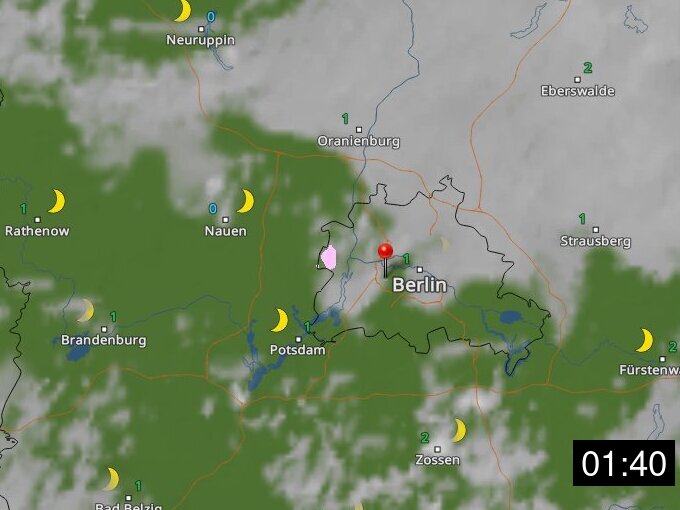 0
Neuruppin
2
Eberswalde
1
Oranienburg
1
Rathenow
0
Nauen
1
Strausberg
1
Berlin
1
Brandenburg
1
Potsdam
2
Fürstenwa
2
Zossen
01:40
1
Bad Belzig